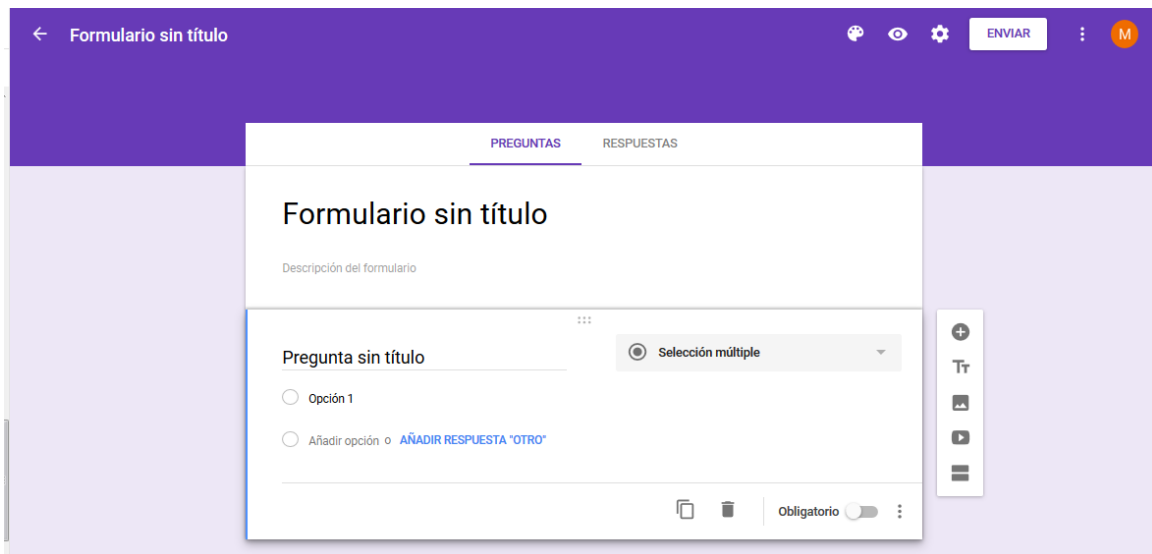 Formulario sin título
ENVIAR
M
PREGUNTAS RESPUESTAS
Formulario sin título
Descripción del formulario
Pregunta sin título
Selección múltiple
Opción 1
Añadir opción o AÑADIR RESPUESTA "OTRO"
Obligatorio